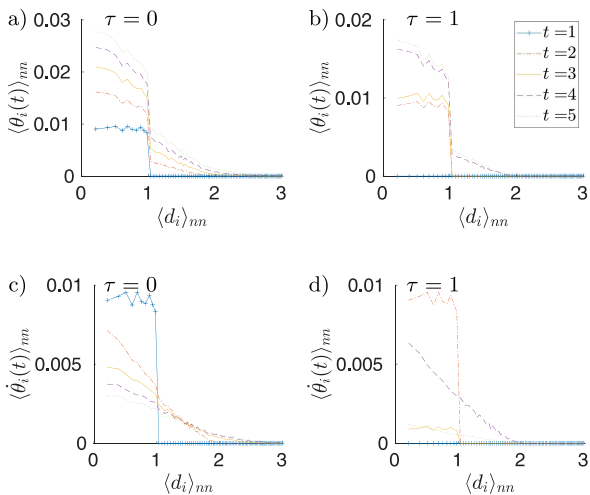 a) τ = 0
0.03
0.02
0.01
0
⟨θᵢ(t)⟩ₙₙ
0 1 2 3
⟨dᵢ⟩ₙₙ
b) τ = 1
0.02
0.01
0
⟨θᵢ(t)⟩ₙₙ
0 1 2 3
⟨dᵢ⟩ₙₙ
t =1
t =2
t =3
t =4
t =5
c) τ = 0
0.01
0.005
0
⟨θ̇ᵢ(t)⟩ₙₙ
0 1 2 3
⟨dᵢ⟩ₙₙ
d) τ = 1
0.01
0.005
0
⟨θ̇ᵢ(t)⟩ₙₙ
0 1 2 3
⟨dᵢ⟩ₙₙ